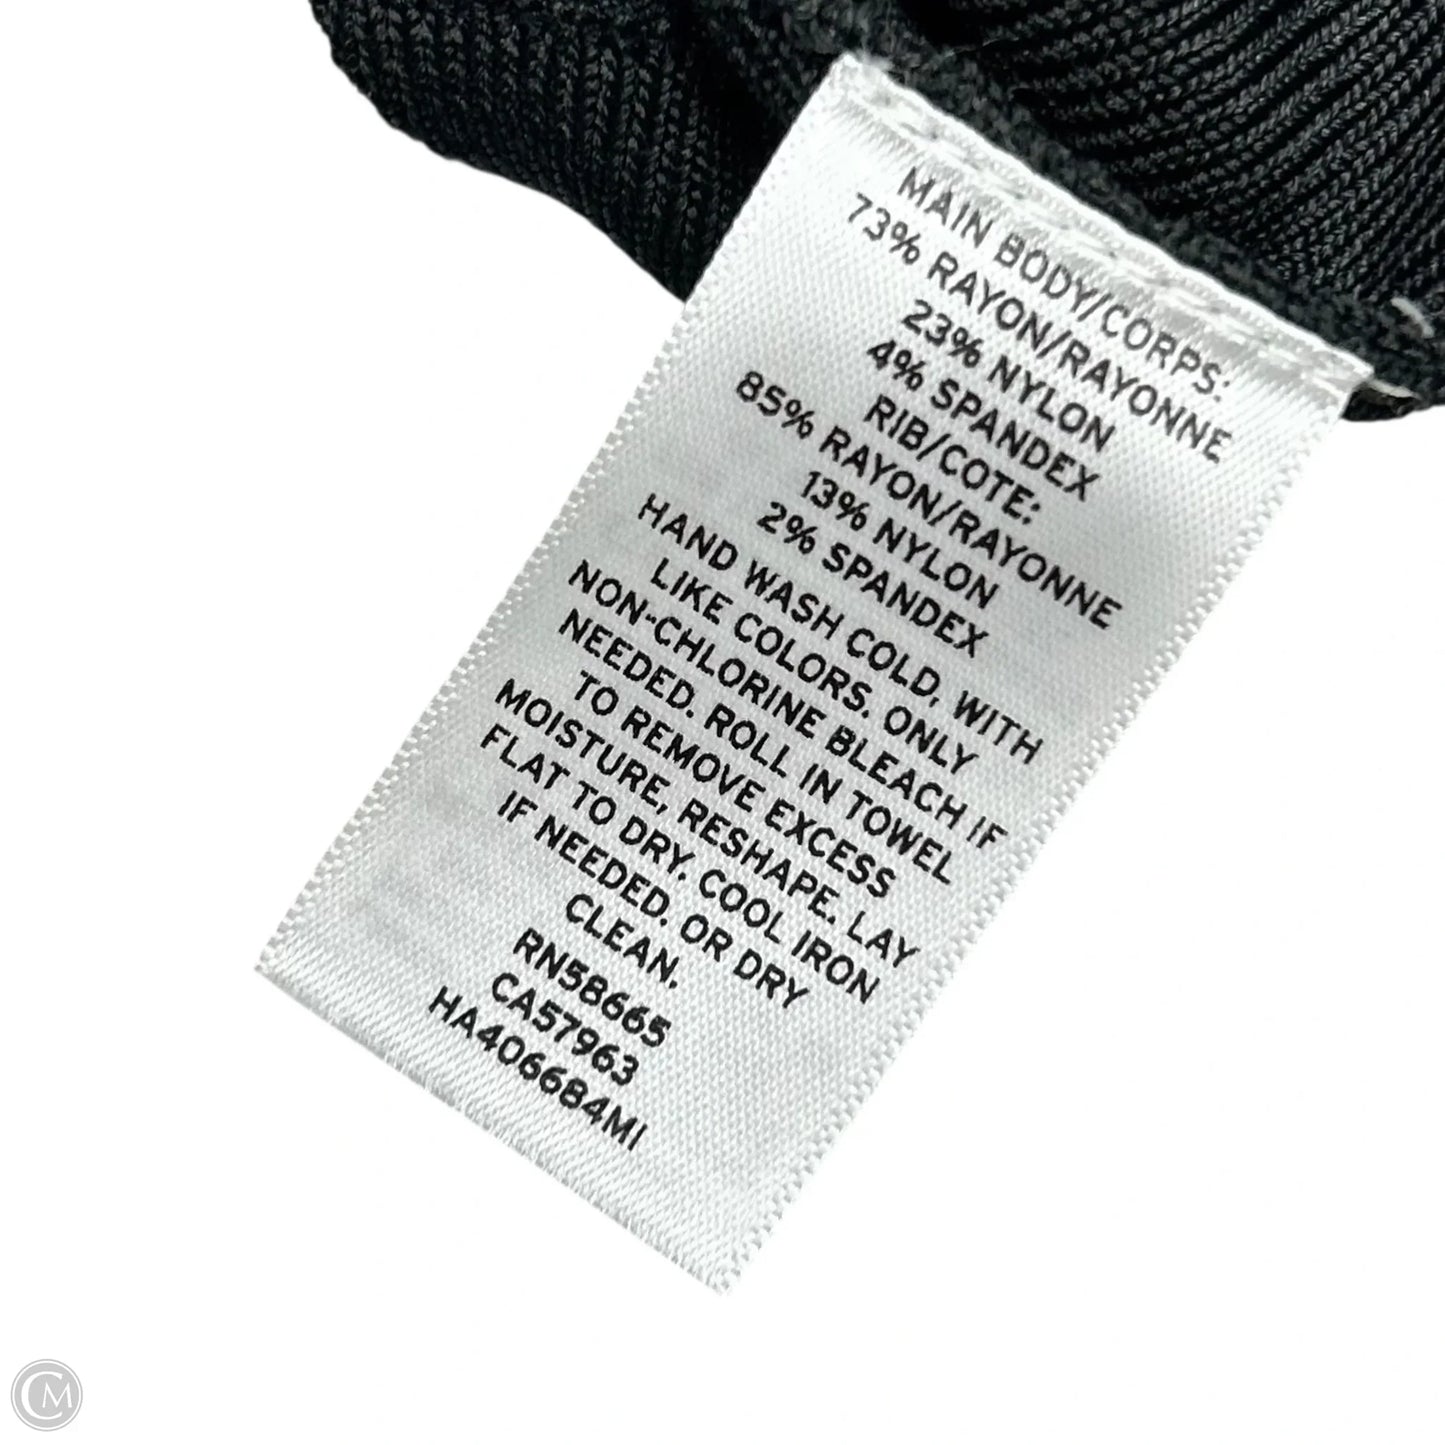 MAIN BODY/CORPS:
73% RAYON/RAYONNE
23% NYLON
4% SPANDEX
RIB/COTE:
85% RAYON/RAYONNE
13% NYLON
2% SPANDEX
HAND WASH COLD, WITH
LIKE COLORS. ONLY
NON-CHLORINE BLEACH IF
NEEDED. ROLL IN TOWEL
TO REMOVE EXCESS
MOISTURE, RESHAPE. LAY
FLAT TO DRY. COOL IRON
IF NEEDED. OR DRY
CLEAN.
RN58665
CA57963
HA406684MI
CM